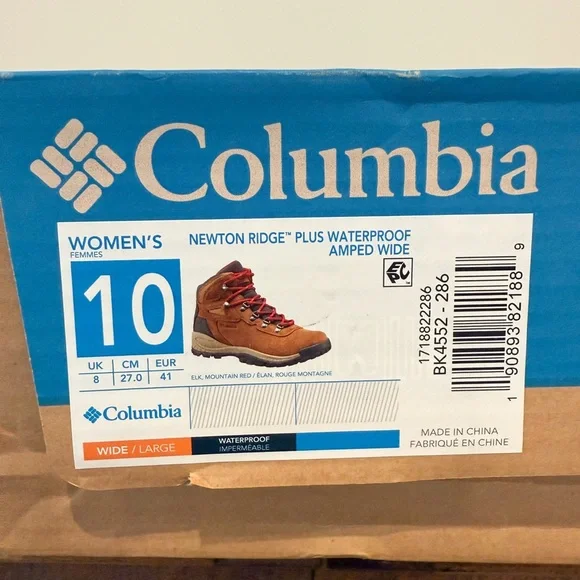 Columbia
WOMEN'S
FEMMES
10
UK CM EUR
8 27.0 41
Columbia
WIDE / LARGE
NEWTON RIDGE™ PLUS WATERPROOF
AMPED WIDE
EPC™
ELK, MOUNTAIN RED / ÉLAN, ROUGE MONTAGNE
WATERPROOF
IMPERMÉABLE
1718822286
BK4552 - 286
1 90893 82188 9
MADE IN CHINA
FABRIQUÉ EN CHINE